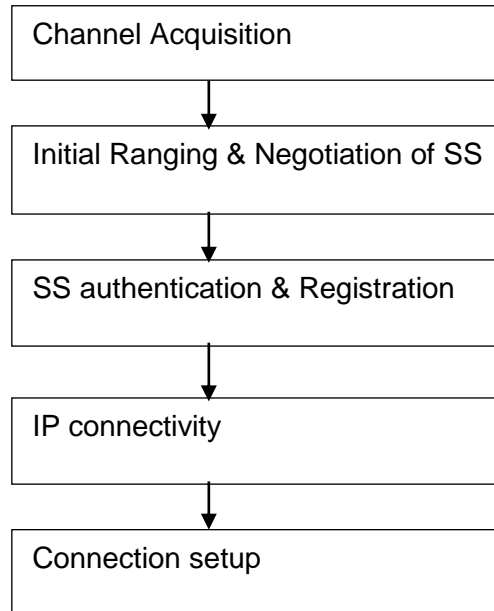 Channel Acquisition
Initial Ranging & Negotiation of SS
SS authentication & Registration
IP connectivity
Connection setup